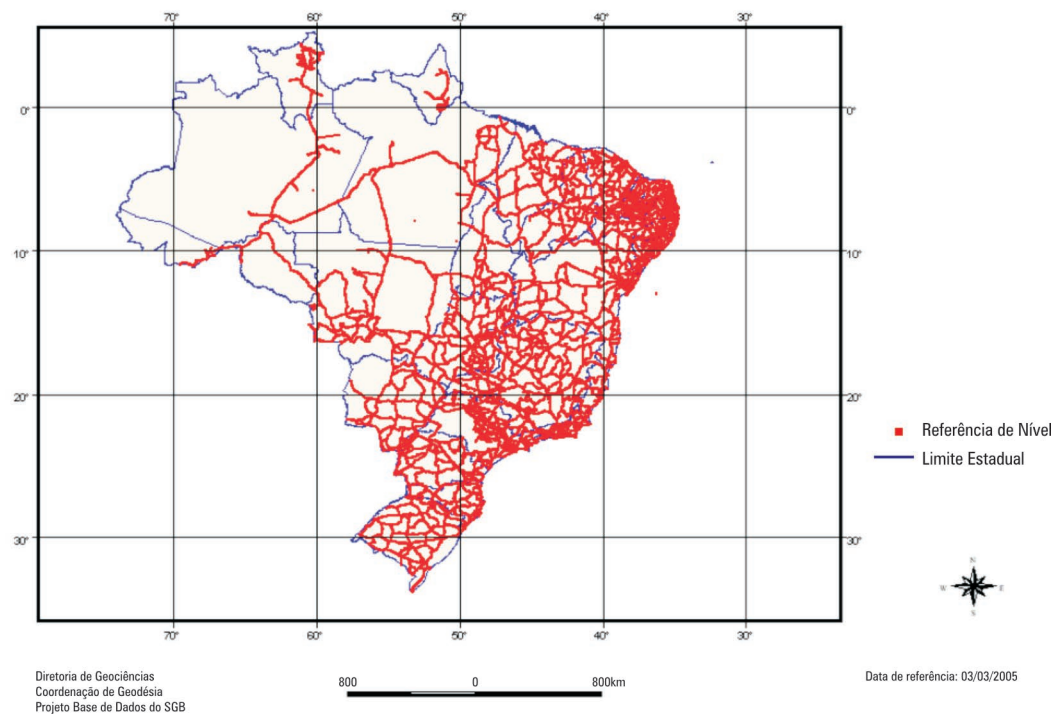 70° 60° 50° 40° 30°
0° 0°
10° 10°
20° 20°
Referência de Nível
Limite Estadual
30° 30°
N
W E
S
70° 60° 50° 40° 30°
Diretoria de Geociências
Coordenação de Geodésia
Projeto Base de Dados do SGB
800 0 800km
Data de referência: 03/03/2005